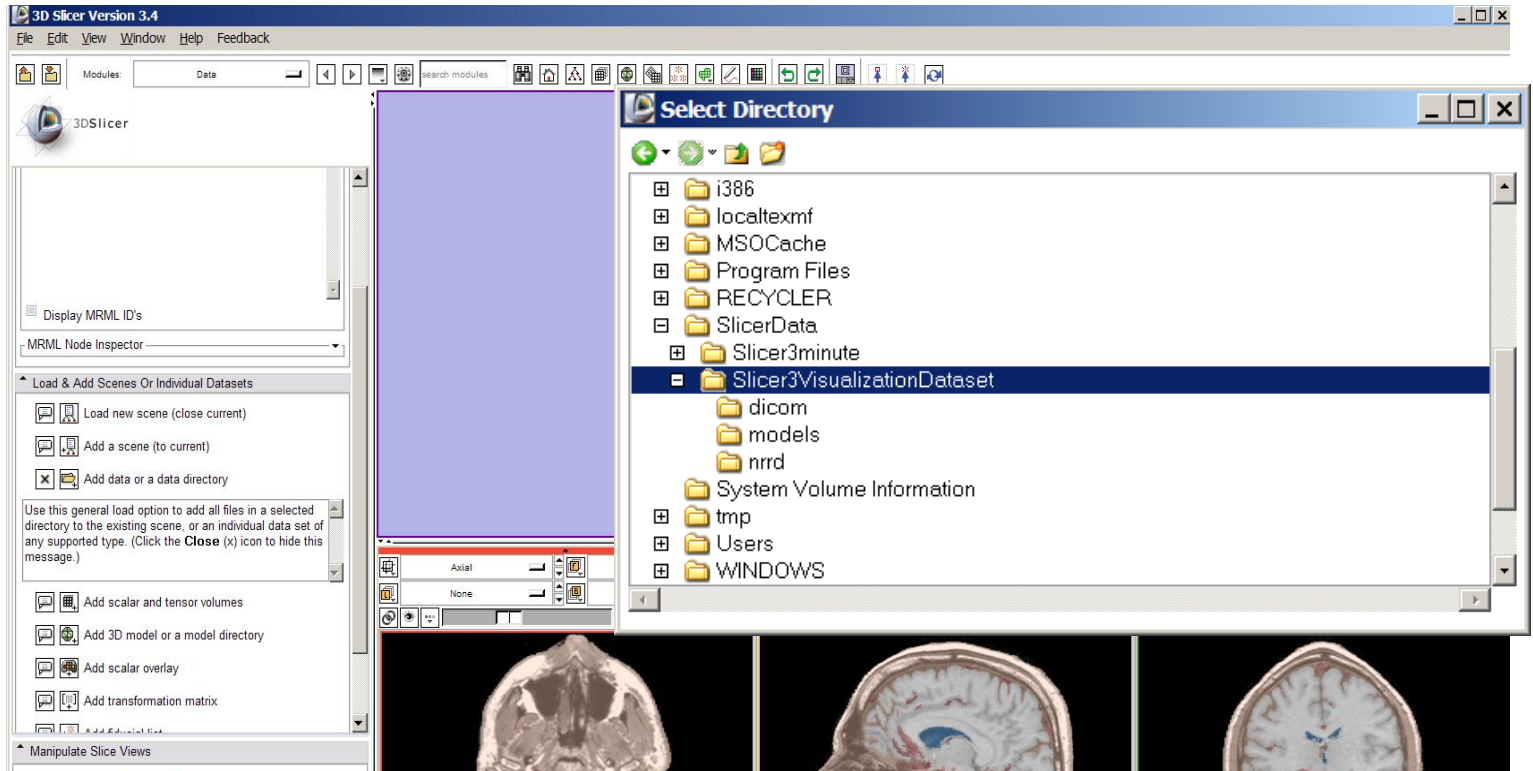 3D Slicer Version 3.4
File Edit View Window Help Feedback
Modules: Data search modules
3DSlicer
Display MRML ID's
MRML Node Inspector
Load & Add Scenes Or Individual Datasets
Load new scene (close current)
Add a scene (to current)
Add data or a data directory
Use this general load option to add all files in a selected
directory to the existing scene, or an individual data set of
any supported type. (Click the Close (x) icon to hide this
message.)
Add scalar and tensor volumes
Add 3D model or a model directory
Add scalar overlay
Add transformation matrix
Add fiducial list
Manipulate Slice Views
Axial
None
Select Directory
i386
localtexmf
MSOCache
Program Files
RECYCLER
SlicerData
Slicer3minute
Slicer3VisualizationDataset
dicom
models
nrrd
System Volume Information
tmp
Users
WINDOWS